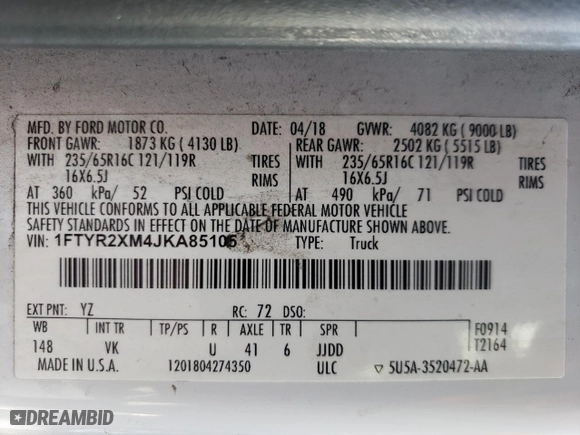 MFD. BY FORD MOTOR CO. DATE: 04/18 GVWR: 4082 KG ( 9000 LB)
FRONT GAWR: 1873 KG ( 4130 LB) REAR GAWR: 2502 KG ( 5515 LB)
WITH 235/65R16C 121/119R TIRES WITH 235/65R16C 121/119R TIRES
16X6.5J RIMS 16X6.5J RIMS
AT 360 kPa/ 52 PSI COLD AT 490 kPa/ 71 PSI COLD
THIS VEHICLE CONFORMS TO ALL APPLICABLE FEDERAL MOTOR VEHICLE
SAFETY STANDARDS IN EFFECT ON THE DATE OF MANUFACTURE SHOWN ABOVE.
VIN: 1FTYR2XM4JKA85106 TYPE: Truck
EXT PNT: YZ RC: 72 DSO: F0914
WB INT TR TP/PS R AXLE TR SPR T2164
148 VK U 41 6 JJDD
MADE IN U.S.A. 1201804274350 ULC ▽ 5U5A-3520472-AA
DREAMBID